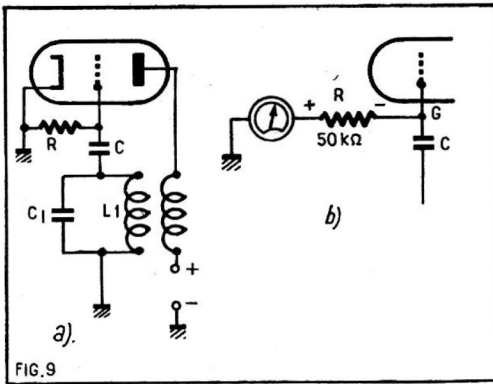 R
C
C1
L1
+
-
a).
R
+
-
50kΩ
G
C
b)
FIG.9